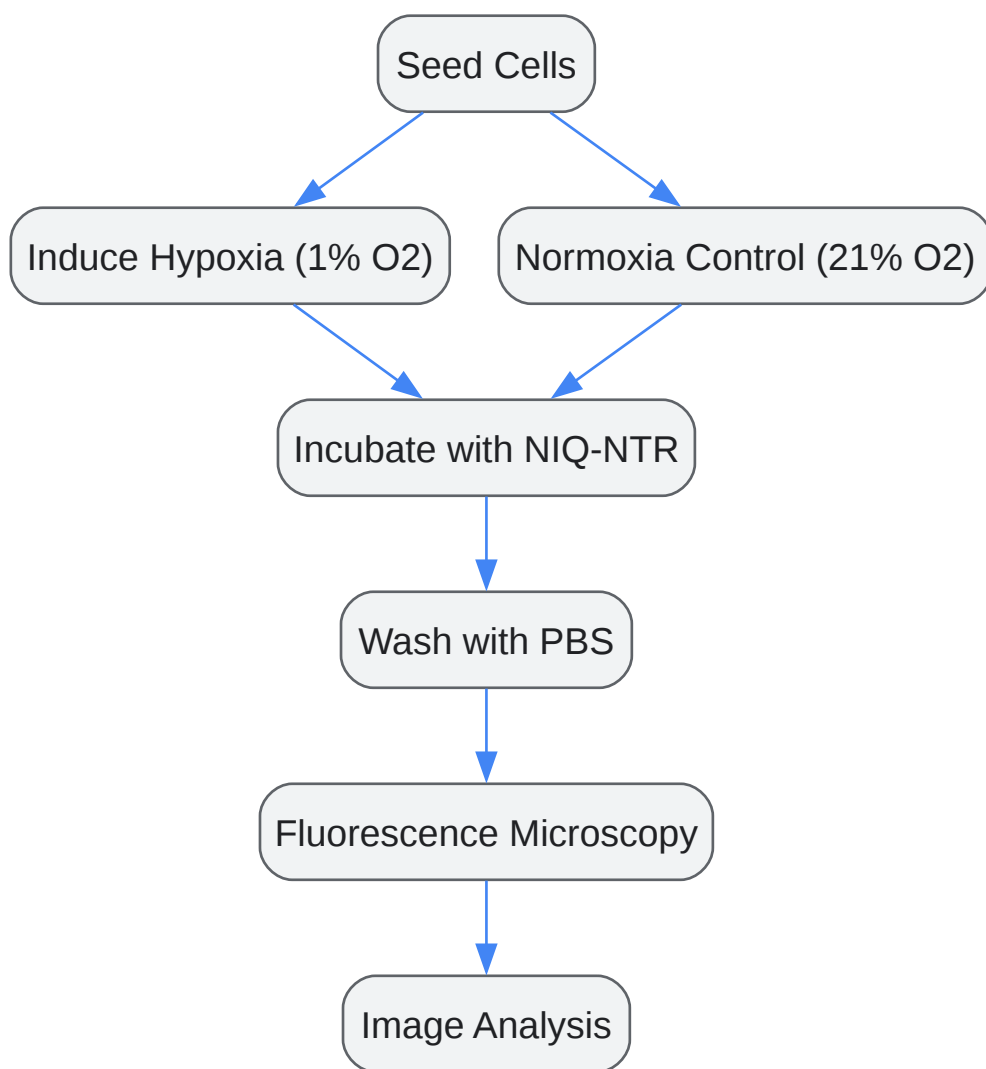 Seed Cells
Induce Hypoxia (1% O2)
Normoxia Control (21% O2)
Incubate with NIQ-NTR
Wash with PBS
Fluorescence Microscopy
Image Analysis